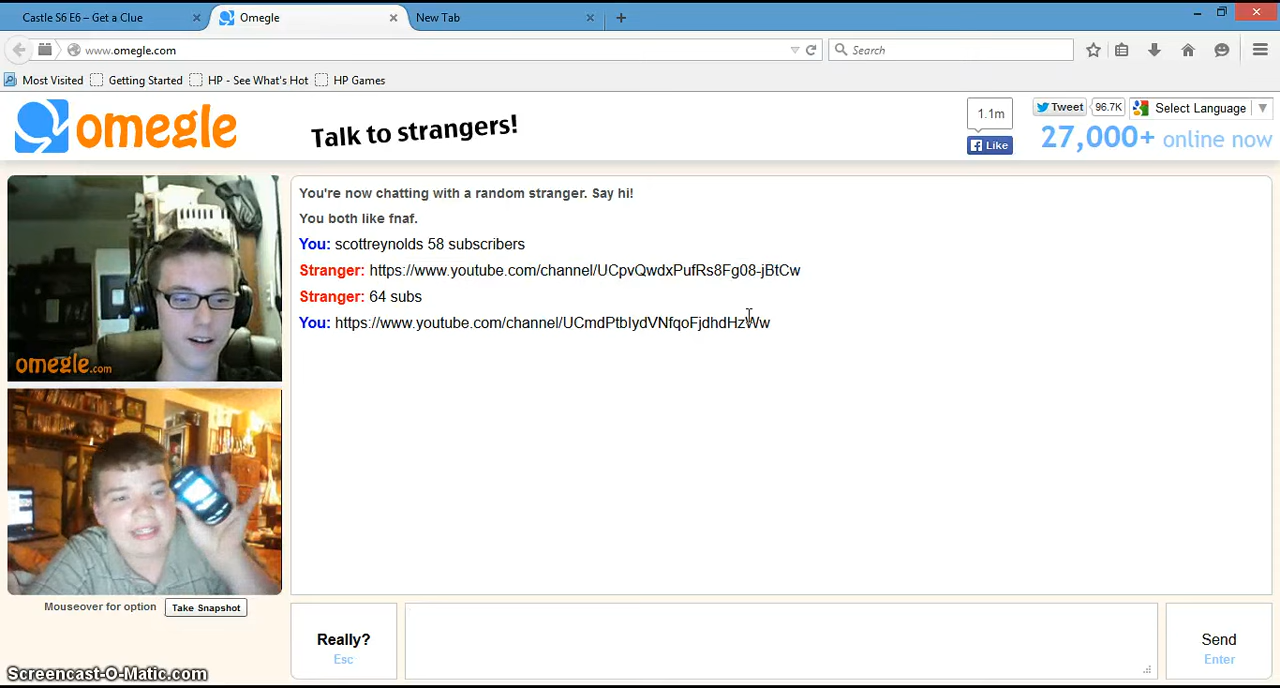 Castle S6 E6 – Get a Clue
Omegle
New Tab
www.omegle.com
Search
Most Visited
Getting Started
HP - See What's Hot
HP Games
omegle
Talk to strangers!
1.1m
Like
Tweet
96.7K
Select Language
27,000+ online now
You're now chatting with a random stranger. Say hi!
You both like fnaf.
You: scottreynolds 58 subscribers
Stranger: https://www.youtube.com/channel/UCpvQwdxPufRs8Fg08-jBtCw
Stranger: 64 subs
You: https://www.youtube.com/channel/UCmdPtbIydVNfqoFjdhdHzWw
omegle.com
Mouseover for option
Take Snapshot
Really?
Esc
Send
Enter
Screencast-O-Matic.com